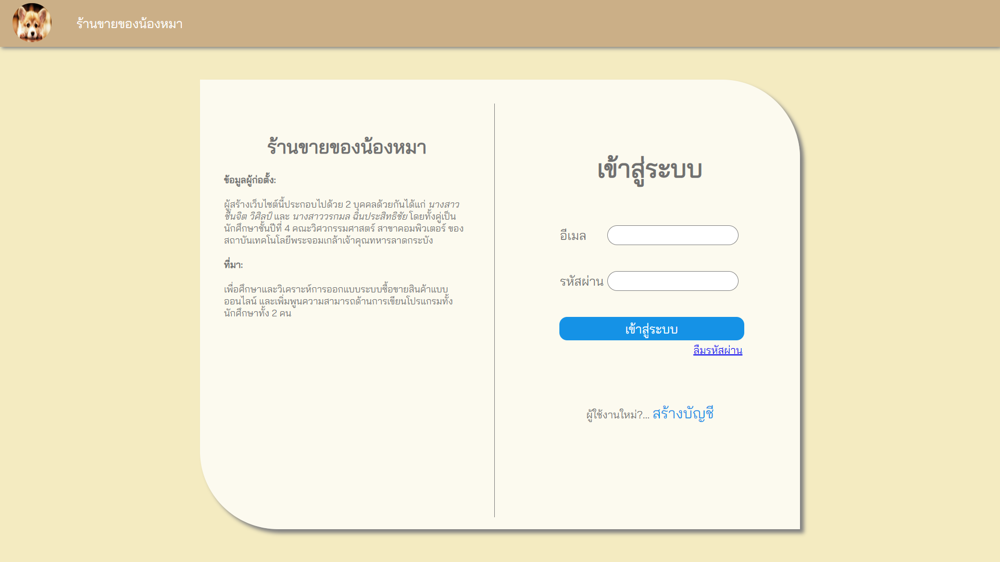 ร้านขายของน้องหมา
ร้านขายของน้องหมา
ข้อมูลผู้ก่อตั้ง:
ผู้สร้างเว็บไซต์นี้ประกอบไปด้วย 2 บุคคลด้วยกันได้แก่ นางสาว
ชื่นจิต วิศิลป์ และ นางสาววรกมล ฉินประสิทธิชัย โดยทั้งคู่เป็น
นักศึกษาชั้นปีที่ 4 คณะวิศวกรรมศาสตร์ สาขาคอมพิวเตอร์ ของ
สถาบันเทคโนโลยีพระจอมเกล้าเจ้าคุณทหารลาดกระบัง
ที่มา:
เพื่อศึกษาและวิเคราะห์การออกแบบระบบซื้อขายสินค้าแบบ
ออนไลน์ และเพิ่มพูนความสามารถด้านการเขียนโปรแกรมทั้ง
นักศึกษาทั้ง 2 คน
เข้าสู่ระบบ
อีเมล
รหัสผ่าน
เข้าสู่ระบบ
ลืมรหัสผ่าน
ผู้ใช้งานใหม่?... สร้างบัญชี